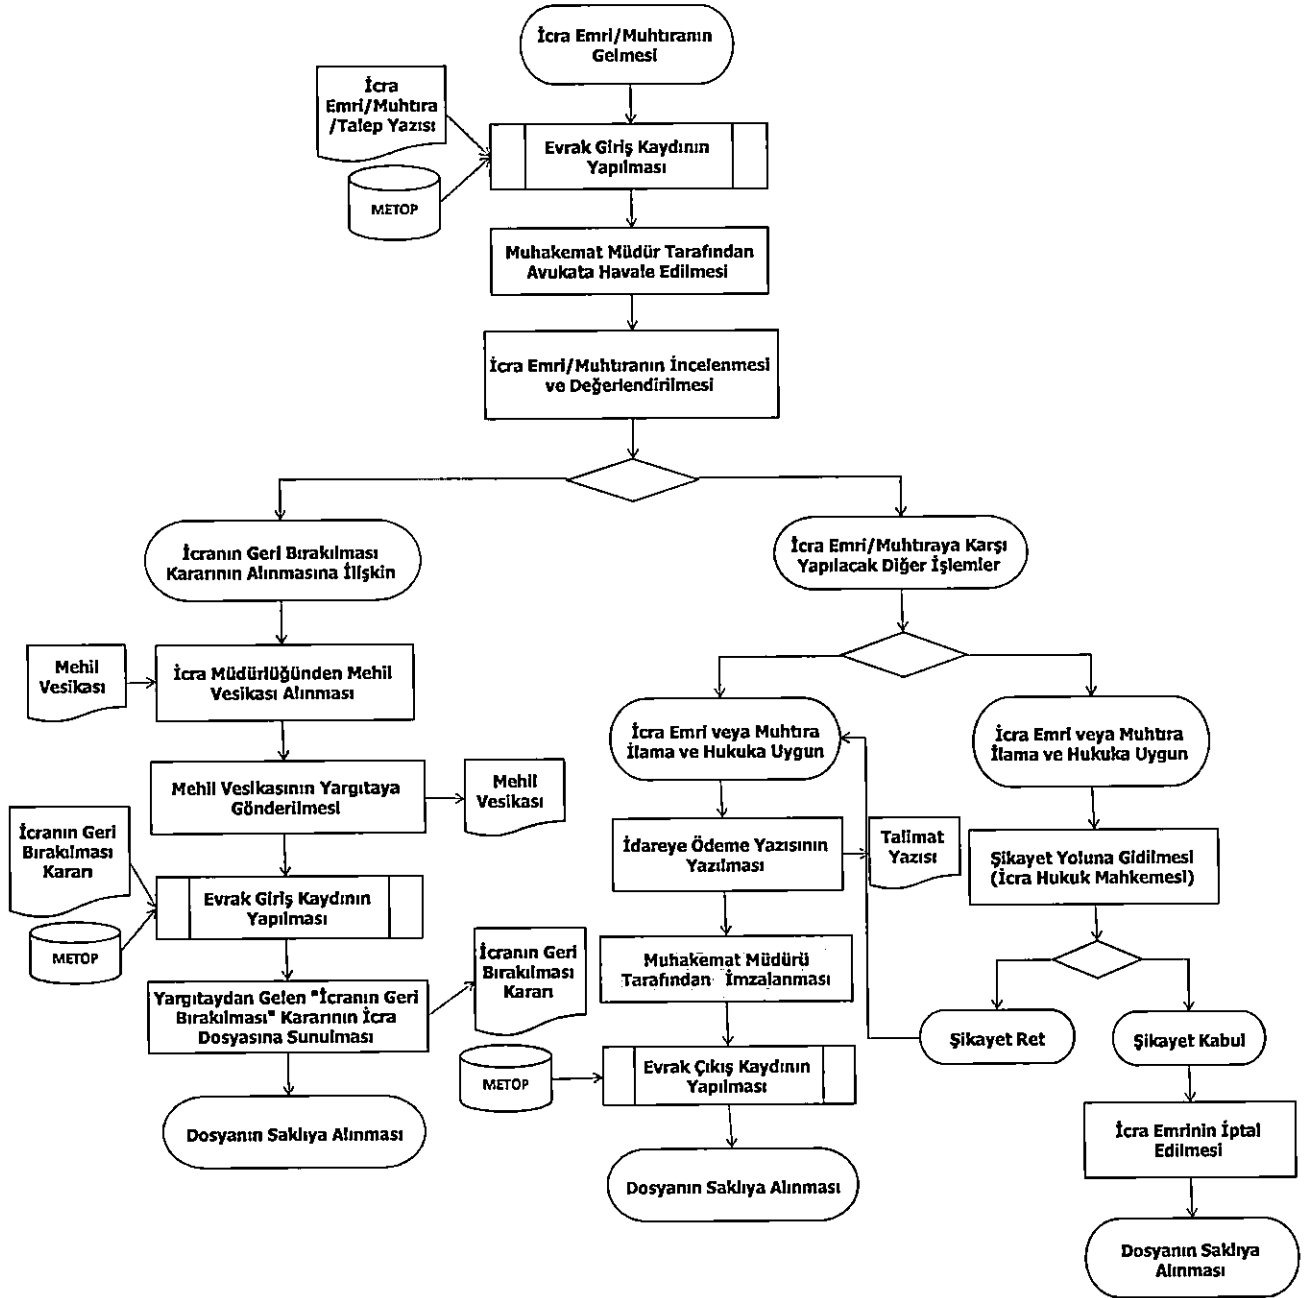 İcra Emri/Muhtıranın
Gelmesi
İcra
Emri/Muhtıra
/Talep Yazısı
Evrak Giriş Kaydının
Yapılması
METOP
Muhakemat Müdür Tarafından
Avukata Havale Edilmesi
İcra Emri/Muhtıranın İncelenmesi
ve Değerlendirilmesi
İcranın Geri Bırakılması
Kararının Alınmasına İlişkin
İcra Emri/Muhtıraya Karşı
Yapılacak Diğer İşlemler
Mehil
Vesikası
İcra Müdürlüğünden Mehil
Vesikası Alınması
İcra Emri veya Muhtıra
İlama ve Hukuka Uygun
İcra Emri veya Muhtıra
İlama ve Hukuka Uygun
Mehil Vesikasının Yargıtaya
Gönderilmesi
Mehil
Vesikası
İcranın Geri
Bırakılması
Kararı
İdareye Ödeme Yazısının
Yazılması
Talimat
Yazısı
Şikayet Yoluna Gidilmesi
(İcra Hukuk Mahkemesi)
Evrak Giriş Kaydının
Yapılması
METOP
İcranın Geri
Bırakılması
Kararı
Muhakemat Müdürü
Tarafından İmzalanması
Yargıtaydan Gelen "İcranın Geri
Bırakılması" Kararının İcra
Dosyasına Sunulması
Şikayet Ret
Şikayet Kabul
METOP
Evrak Çıkış Kaydının
Yapılması
Dosyanın Saklıya Alınması
İcra Emrinin İptal
Edilmesi
Dosyanın Saklıya Alınması
Dosyanın Saklıya
Alınması